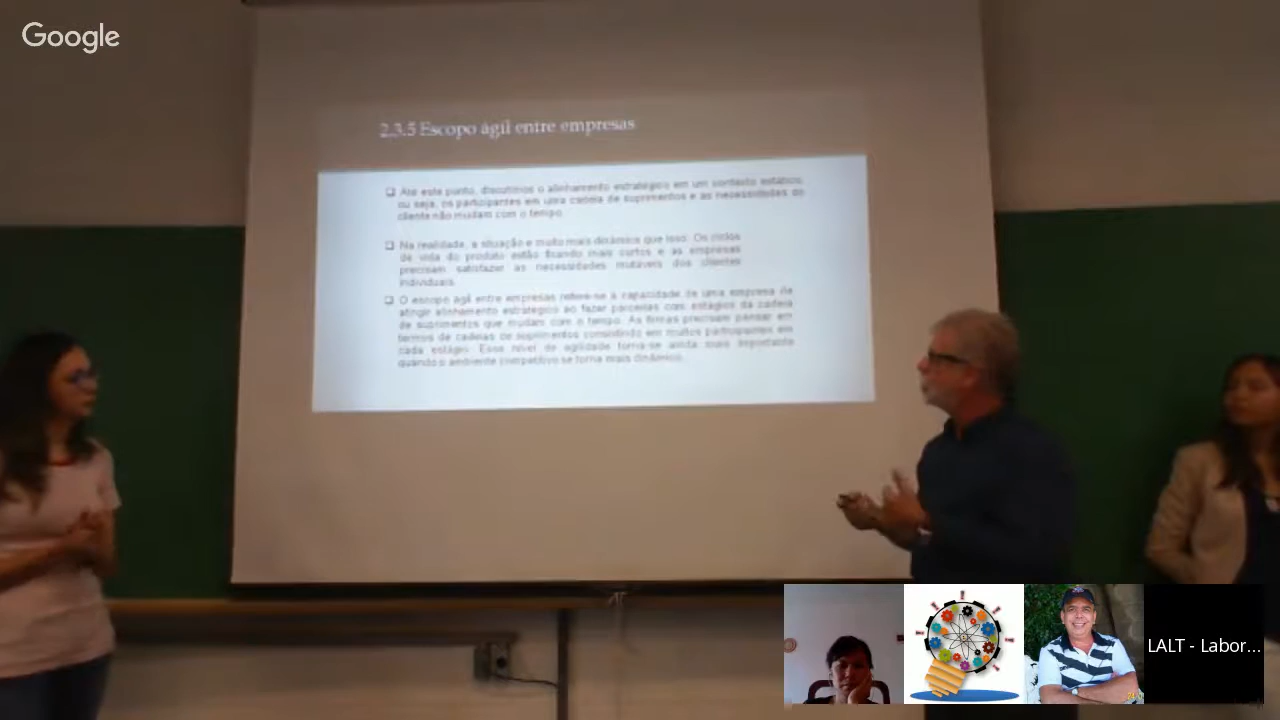 Google
2.3.5 Escopo ágil entre empresas
Até este ponto, discutimos o alinhamento estratégico em um contexto estático,
ou seja, os participantes em uma cadeia de suprimentos e as necessidades do
cliente não mudam com o tempo.
Na realidade, a situação é muito mais dinâmica que isso. Os ciclos
de vida do produto estão ficando mais curtos e as empresas
precisam satisfazer as necessidades mutáveis dos clientes
individuais.
O escopo ágil entre empresas refere-se à capacidade de uma empresa de
atingir alinhamento estratégico ao fazer parcerias com estágios da cadeia
de suprimentos que mudam com o tempo. As firmas precisam pensar em
termos de cadeias de suprimentos consistindo em muitos participantes em
cada estágio. Esse nível de agilidade torna-se ainda mais importante
quando o ambiente competitivo se torna mais dinâmico.
LALT - Labor...